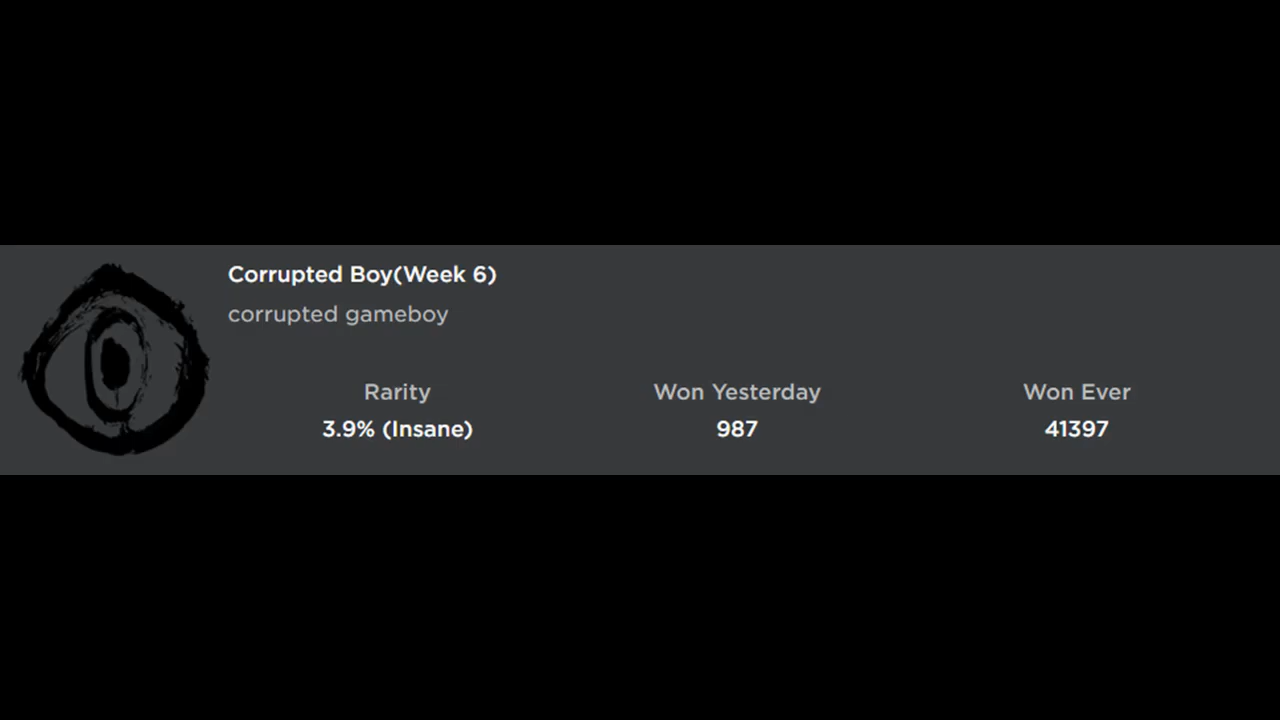 Corrupted Boy(Week 6)
corrupted gameboy
Rarity Won Yesterday Won Ever
3.9% (Insane) 987 41397